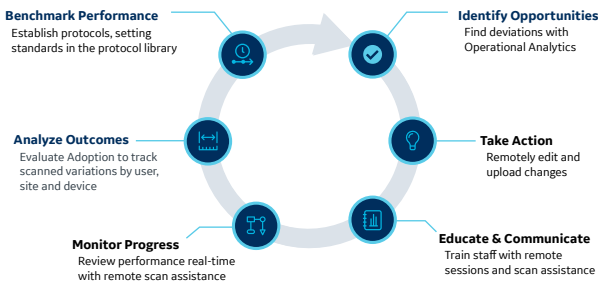 Benchmark Performance
Establish protocols, setting
standards in the protocol library
Identify Opportunities
Find deviations with
Operational Analytics
Take Action
Remotely edit and
upload changes
Educate & Communicate
Train staff with remote
sessions and scan assistance
Monitor Progress
Review performance real-time
with remote scan assistance
Analyze Outcomes
Evaluate Adoption to track
scanned variations by user,
site and device